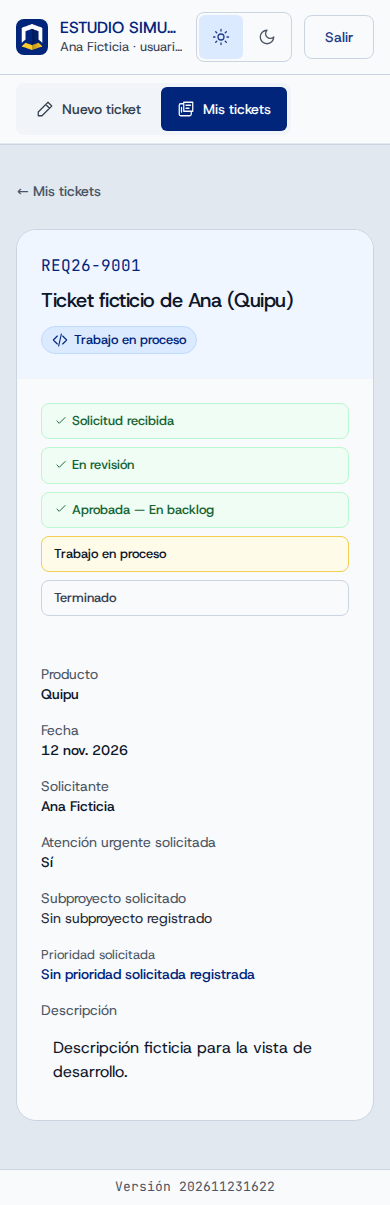 ESTUDIO SIMU...
Ana Ficticia · usuari...
Salir
Nuevo ticket
Mis tickets
← Mis tickets
REQ26-9001
Ticket ficticio de Ana (Quipu)
Trabajo en proceso
✓ Solicitud recibida
✓ En revisión
✓ Aprobada — En backlog
Trabajo en proceso
Terminado
Producto
Quipu
Fecha
12 nov. 2026
Solicitante
Ana Ficticia
Atención urgente solicitada
Sí
Subproyecto solicitado
Sin subproyecto registrado
Prioridad solicitada
Sin prioridad solicitada registrada
Descripción
Descripción ficticia para la vista de
desarrollo.
Versión 202611231622